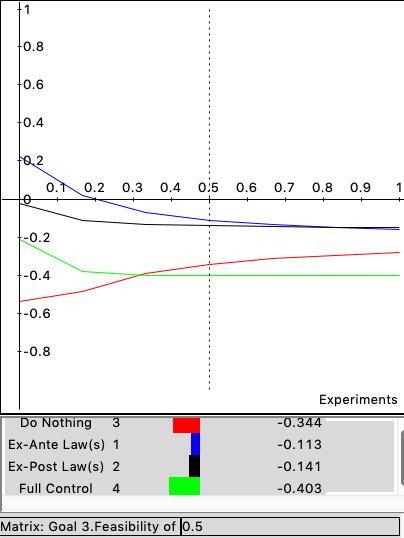 1
0.8
0.6
0.4
0.2
0.1 0.2 0.3 0.4 0.5 0.6 0.7 0.8 0.9 1
0
-0.2
-0.4
-0.6
-0.8
Experiments
Do Nothing 3 -0.344
Ex-Ante Law(s) 1 -0.113
Ex-Post Law(s) 2 -0.141
Full Control 4 -0.403
Matrix: Goal 3.Feasibility of 0.5